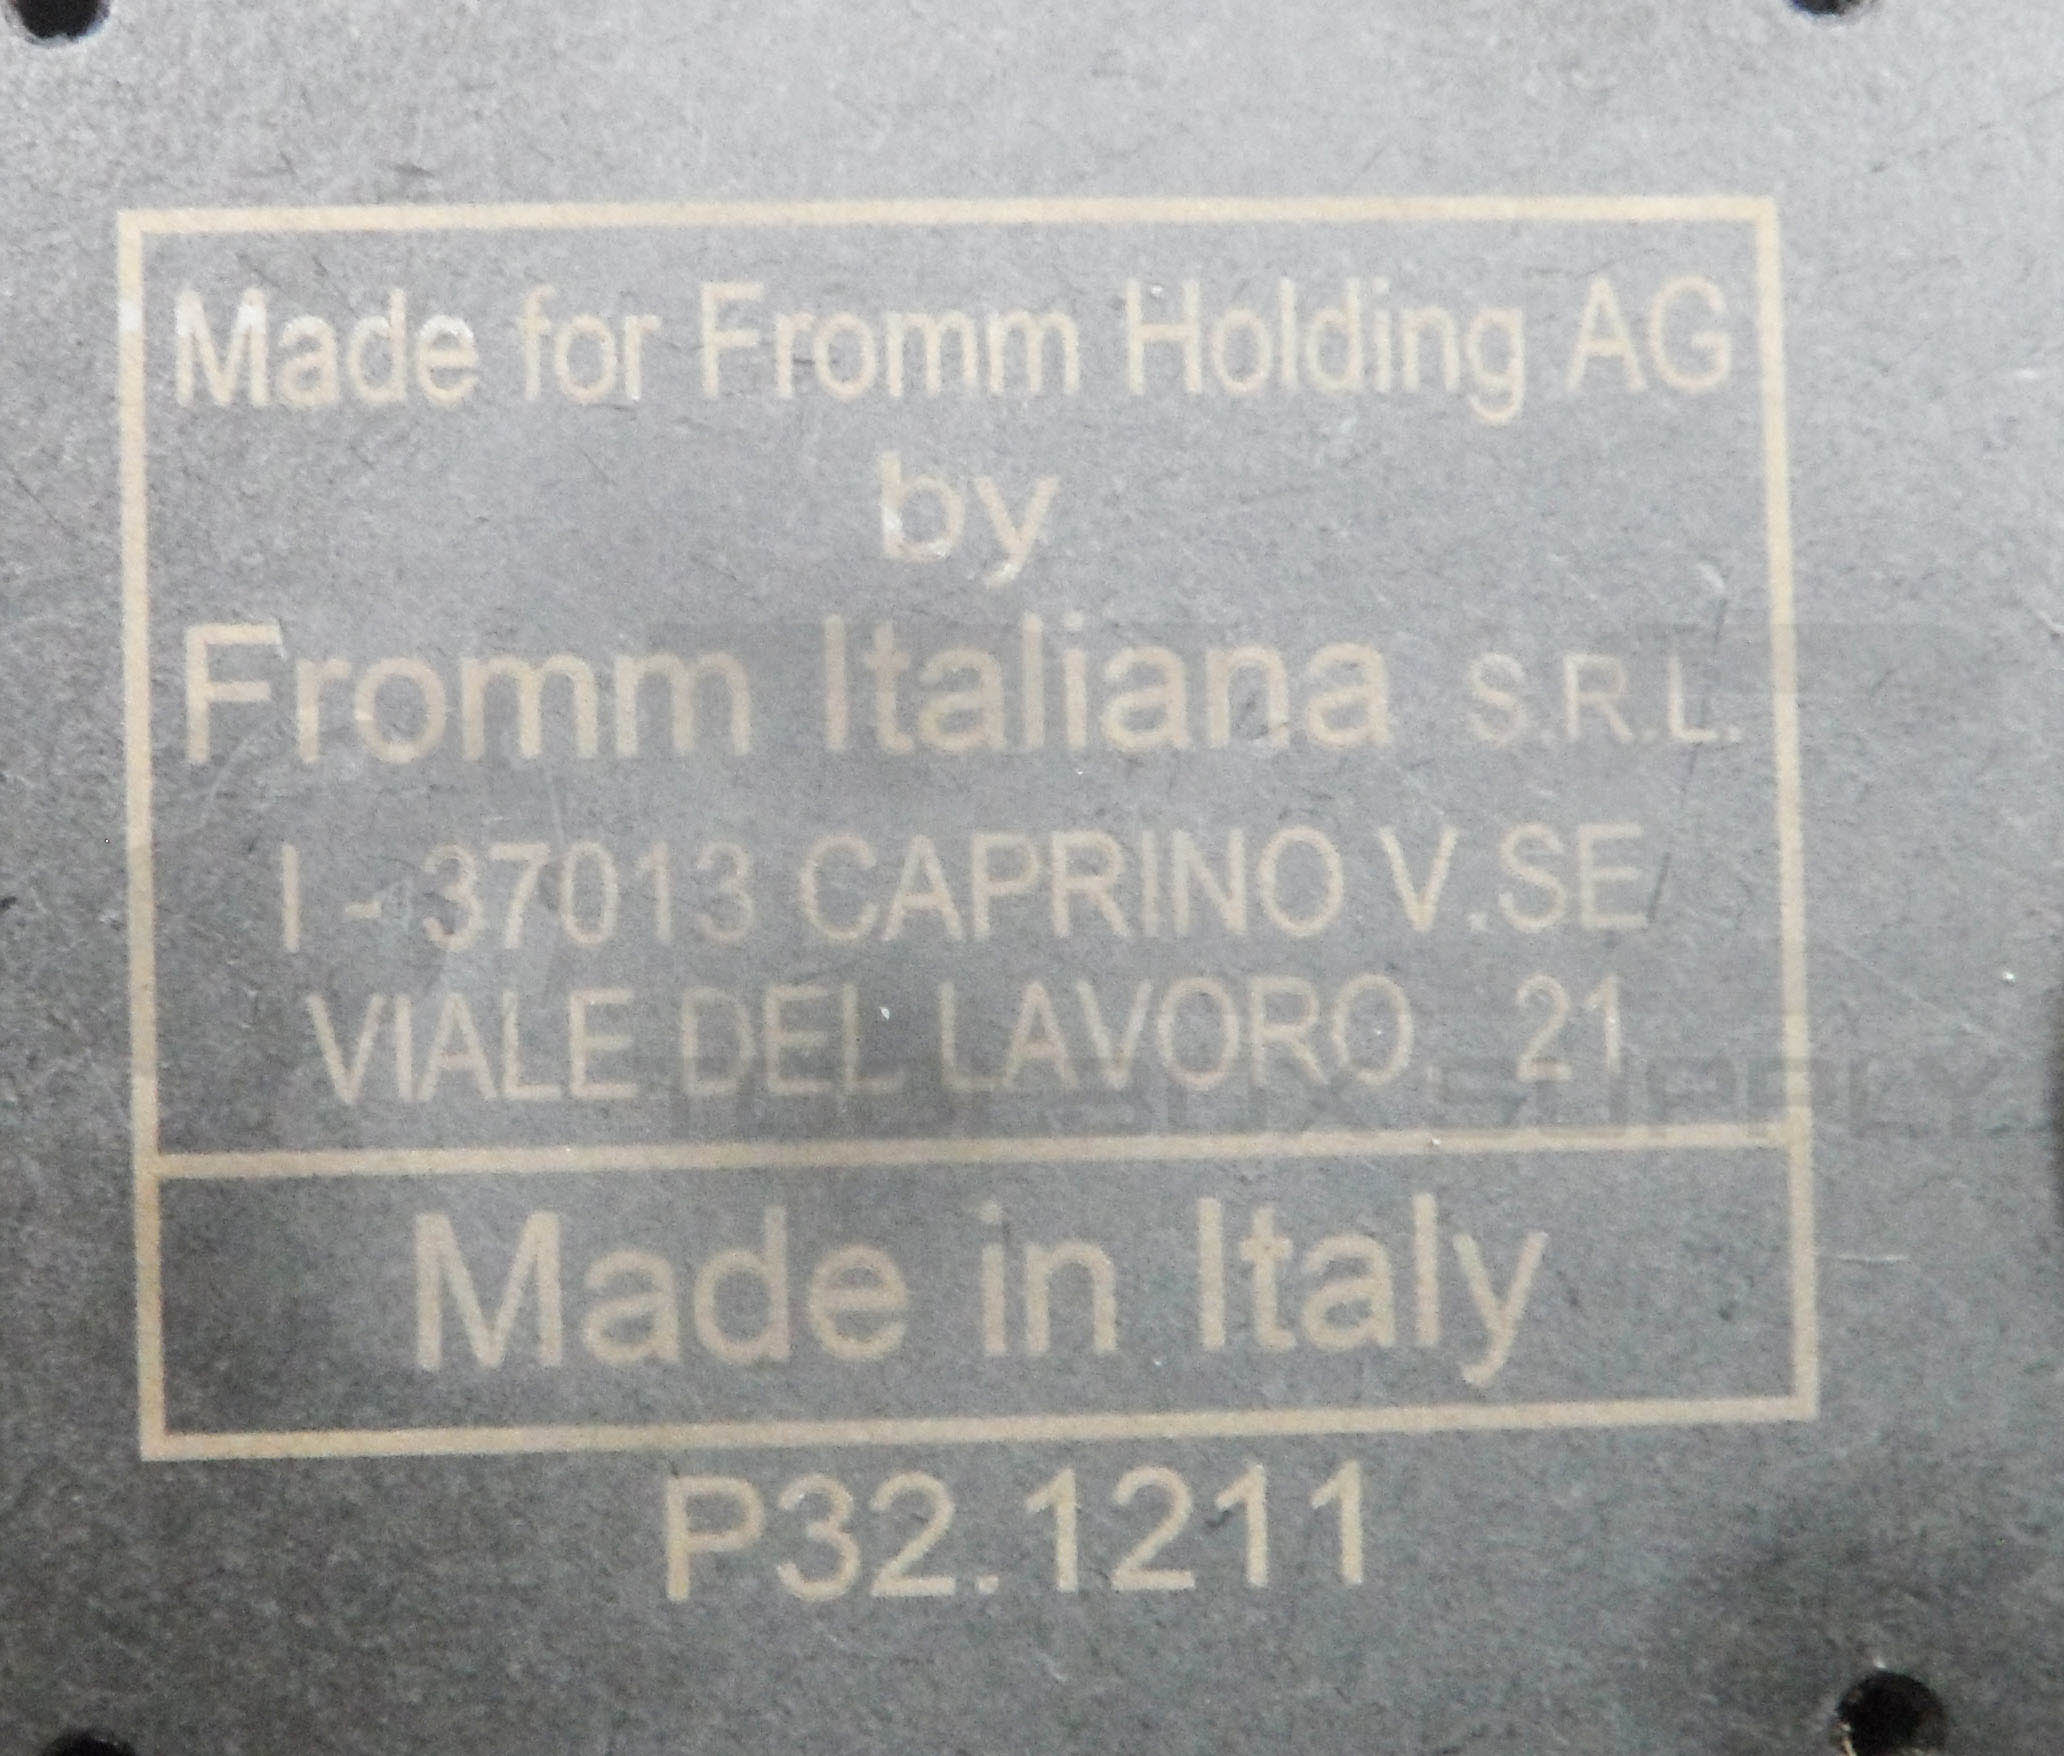 Made for Fromm Holding AG
by
Fromm Italiana S.R.L.
I - 37013 CAPRINO V.SE
VIALE DEL LAVORO, 21
Made in Italy
P32.1211